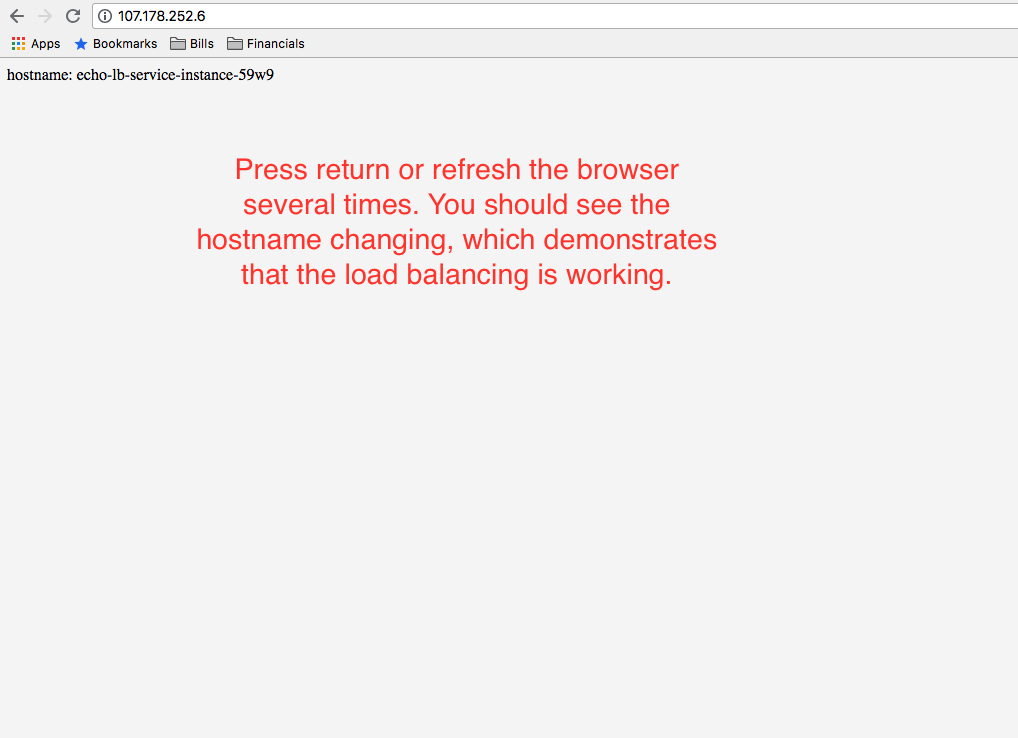 107.178.252.6
Apps Bookmarks Bills Financials
hostname: echo-lb-service-instance-59w9
Press return or refresh the browser
several times. You should see the
hostname changing, which demonstrates
that the load balancing is working.